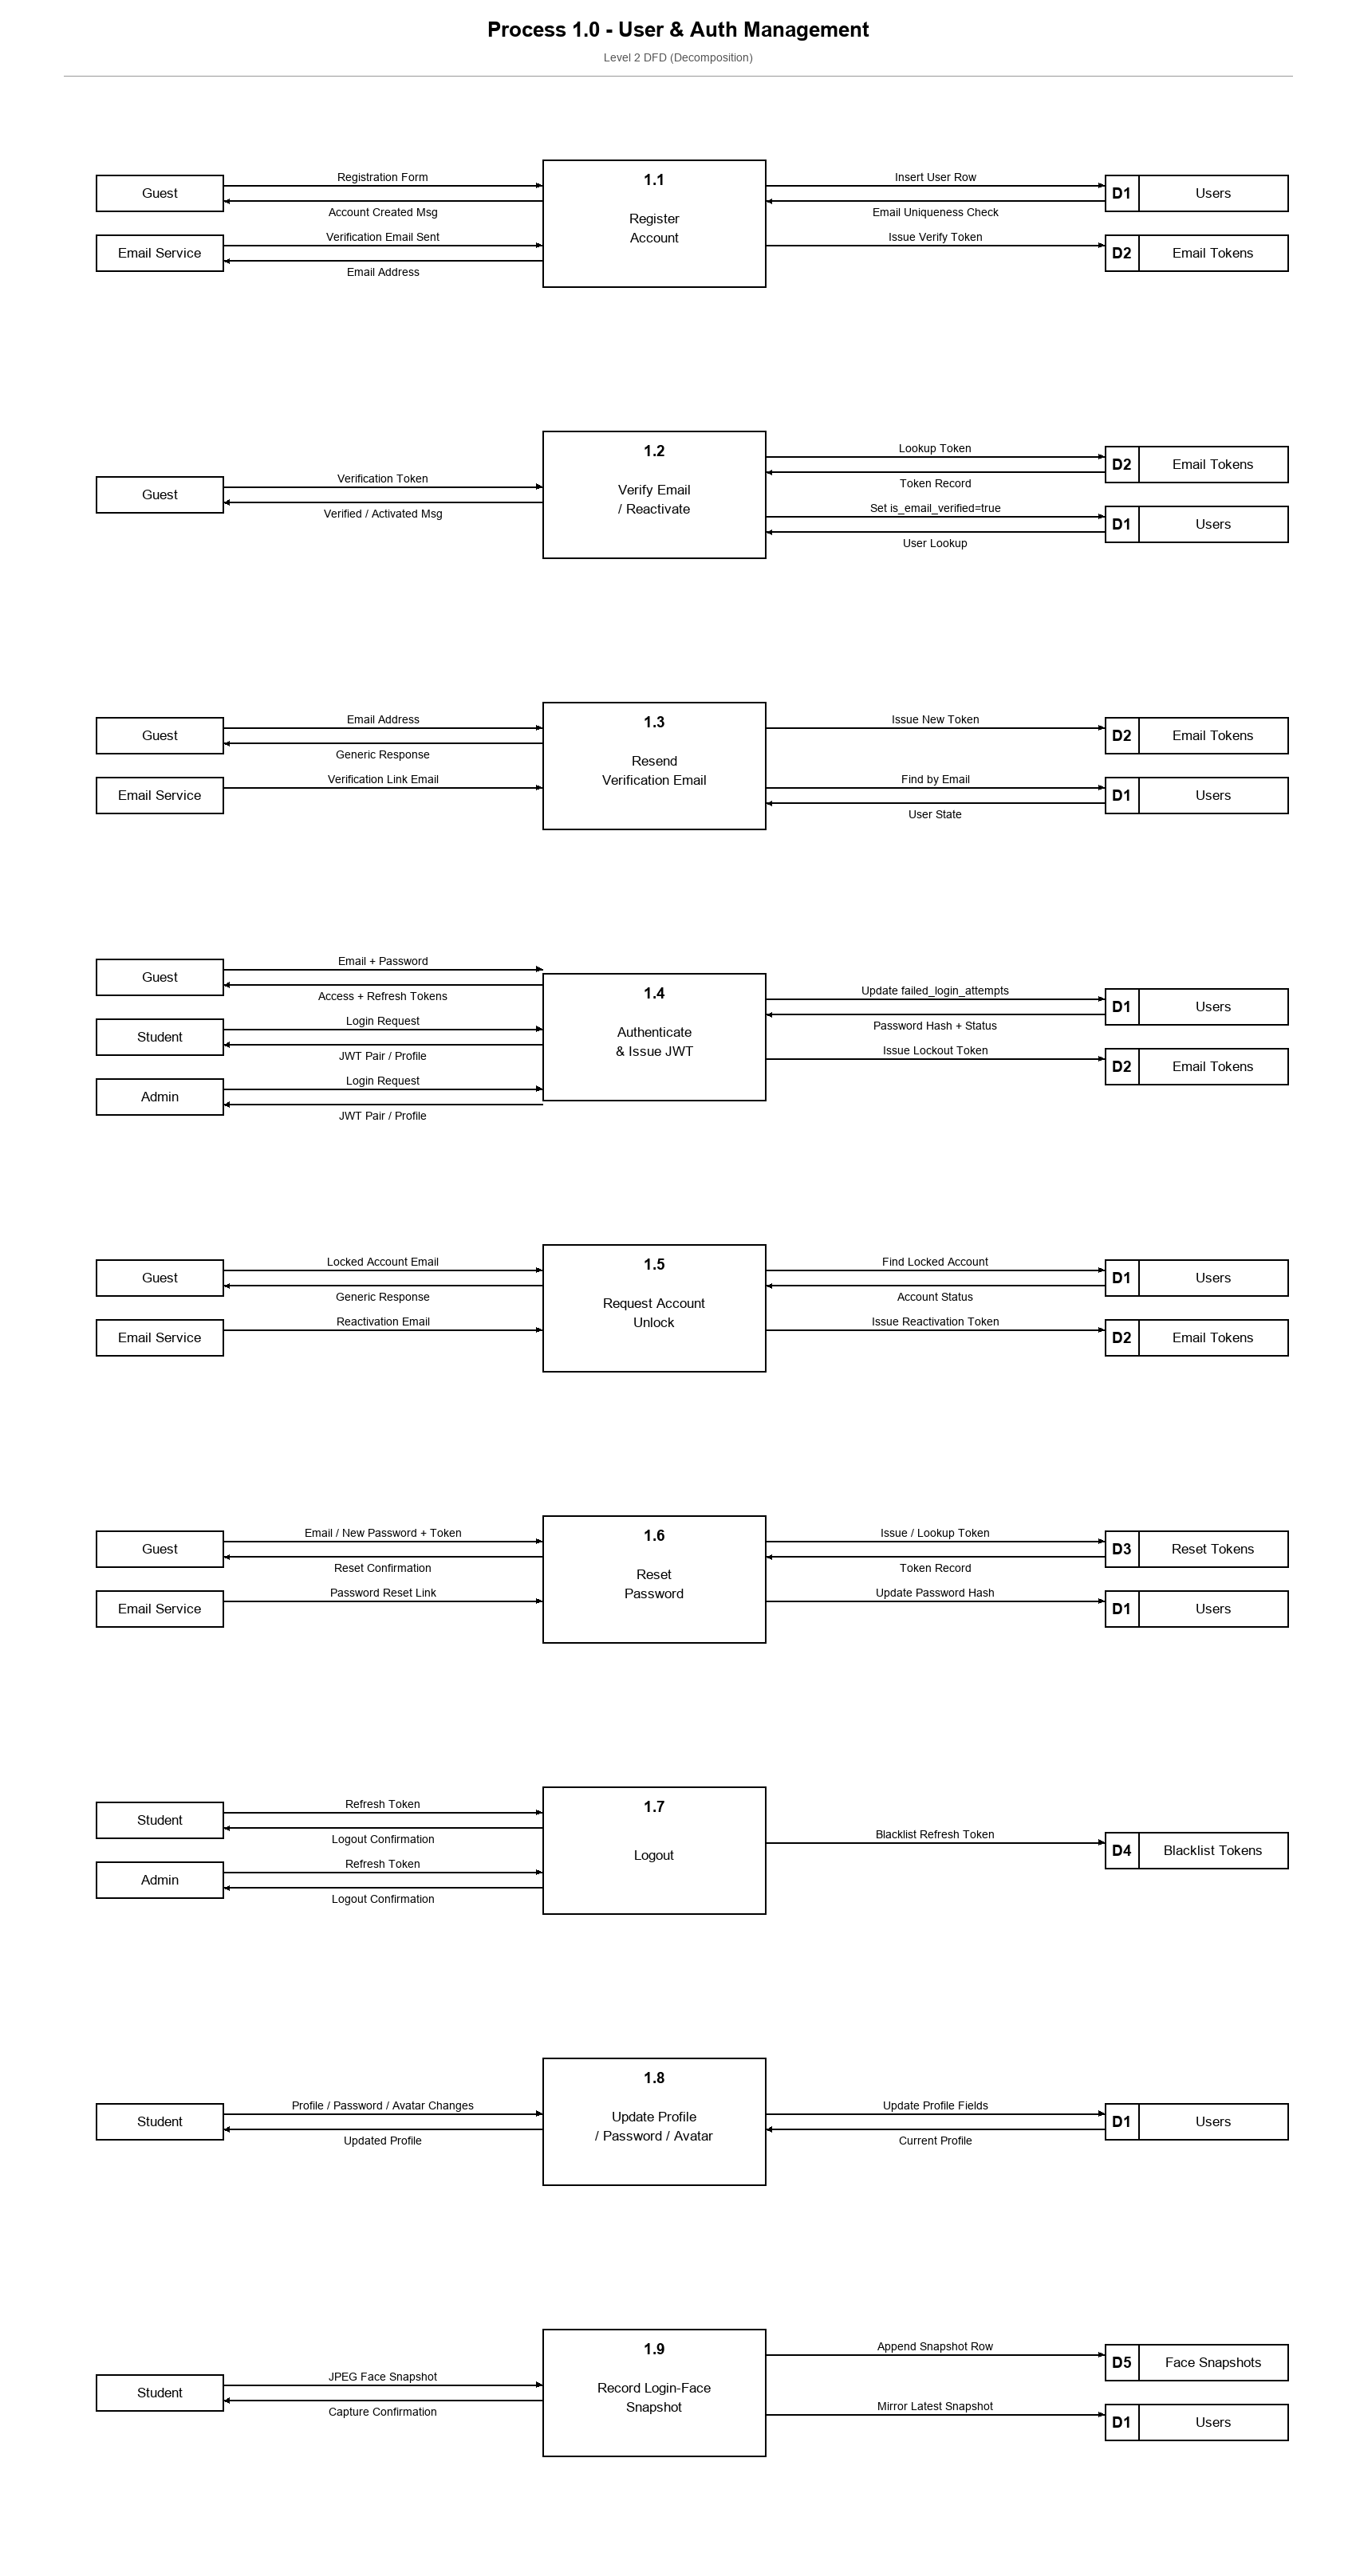 Process 1.0 - User & Auth Management
Level 2 DFD (Decomposition)
Guest
Registration Form
Account Created Msg
Email Service
Verification Email Sent
Email Address
1.1
Register
Account
Insert User Row
Email Uniqueness Check
D1
Users
Issue Verify Token
D2
Email Tokens
Guest
Verification Token
Verified / Activated Msg
1.2
Verify Email
/ Reactivate
Lookup Token
Token Record
D2
Email Tokens
Set is_email_verified=true
User Lookup
D1
Users
Guest
Email Address
Generic Response
Email Service
Verification Link Email
1.3
Resend
Verification Email
Issue New Token
D2
Email Tokens
Find by Email
User State
D1
Users
Guest
Email + Password
Access + Refresh Tokens
Student
Login Request
JWT Pair / Profile
Admin
Login Request
JWT Pair / Profile
1.4
Authenticate
& Issue JWT
Update failed_login_attempts
Password Hash + Status
D1
Users
Issue Lockout Token
D2
Email Tokens
Guest
Locked Account Email
Generic Response
Email Service
Reactivation Email
1.5
Request Account
Unlock
Find Locked Account
Account Status
D1
Users
Issue Reactivation Token
D2
Email Tokens
Guest
Email / New Password + Token
Reset Confirmation
Email Service
Password Reset Link
1.6
Reset
Password
Issue / Lookup Token
Token Record
D3
Reset Tokens
Update Password Hash
D1
Users
Student
Refresh Token
Logout Confirmation
Admin
Refresh Token
Logout Confirmation
1.7
Logout
Blacklist Refresh Token
D4
Blacklist Tokens
Student
Profile / Password / Avatar Changes
Updated Profile
1.8
Update Profile
/ Password / Avatar
Update Profile Fields
Current Profile
D1
Users
Student
JPEG Face Snapshot
Capture Confirmation
1.9
Record Login-Face
Snapshot
Append Snapshot Row
D5
Face Snapshots
Mirror Latest Snapshot
D1
Users